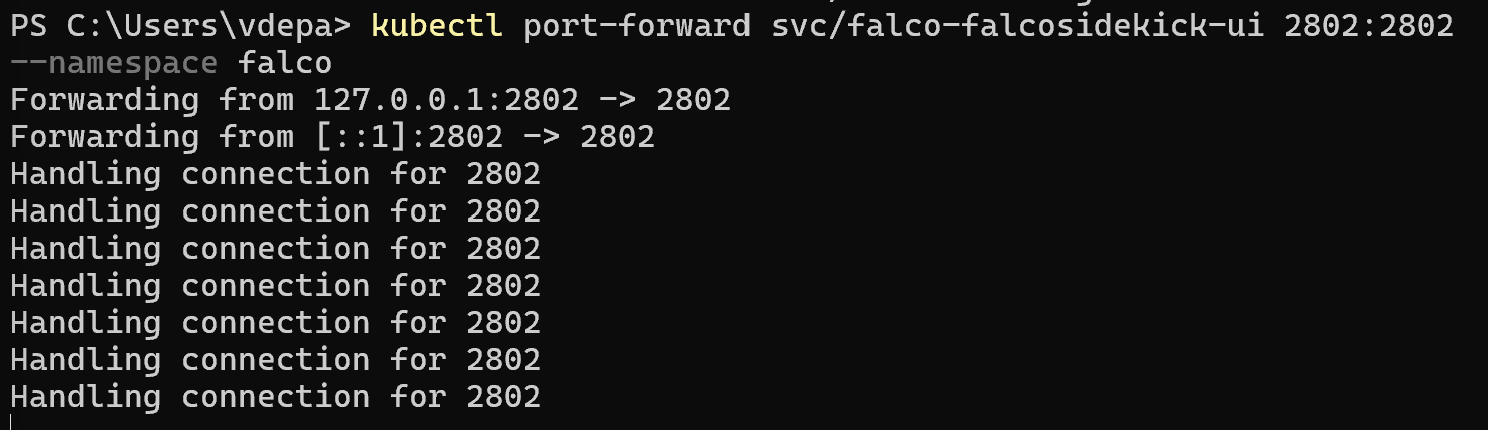 PS C:\Users\vdepa> kubectl port-forward svc/falco-falcosidekick-ui 2802:2802
--namespace falco
Forwarding from 127.0.0.1:2802 -> 2802
Forwarding from [::1]:2802 -> 2802
Handling connection for 2802
Handling connection for 2802
Handling connection for 2802
Handling connection for 2802
Handling connection for 2802
Handling connection for 2802
Handling connection for 2802